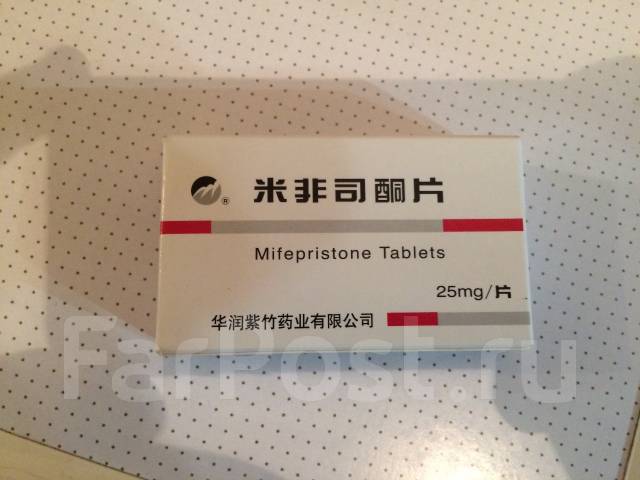 ® 米非司酮片
Mifepristone Tablets
25mg/片
华润紫竹药业有限公司
FarPost.ru